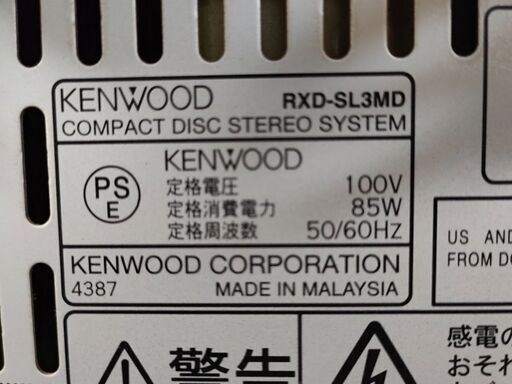 KENWOOD RXD-SL3MD
COMPACT DISC STEREO SYSTEM
PS
E
KENWOOD
定格電圧 100V
定格消費電力 85W
定格周波数 50/60Hz
KENWOOD CORPORATION
4387 MADE IN MALAYSIA
US AND
FROM DO
警告
感電の
おそれ